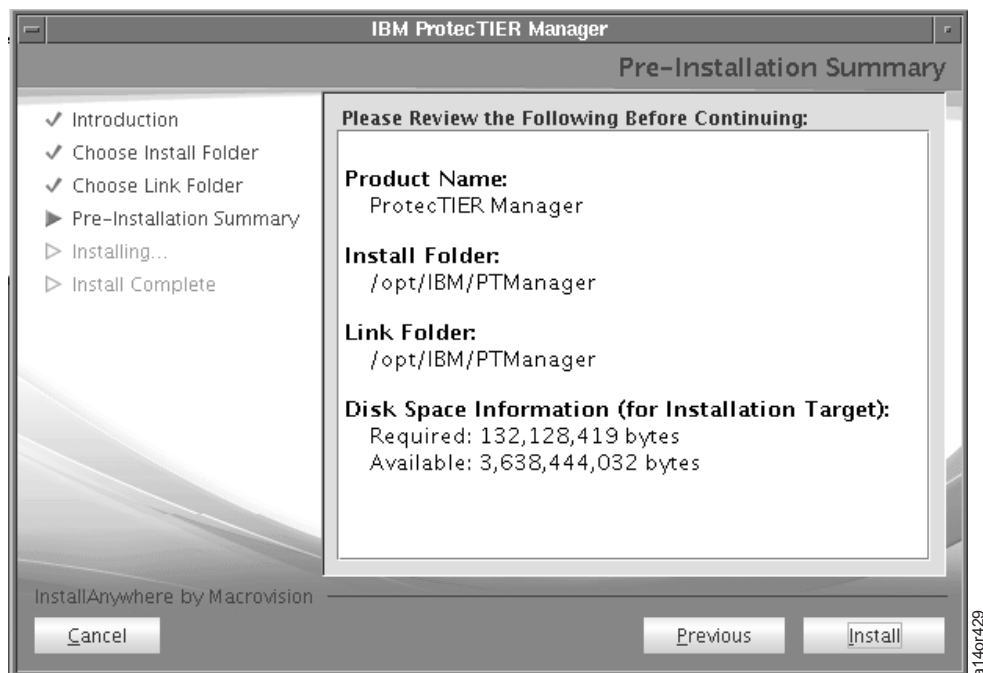 IBM ProtecTIER Manager
Pre-Installation Summary
Introduction
Choose Install Folder
Choose Link Folder
Pre-Installation Summary
Installing...
Install Complete
Please Review the Following Before Continuing:
Product Name:
ProtecTIER Manager
Install Folder:
/opt/IBM/PTManager
Link Folder:
/opt/IBM/PTManager
Disk Space Information (for Installation Target):
Required: 132,128,419 bytes
Available: 3,638,444,032 bytes
InstallAnywhere by Macrovision
Cancel
Previous
Install
a14or429